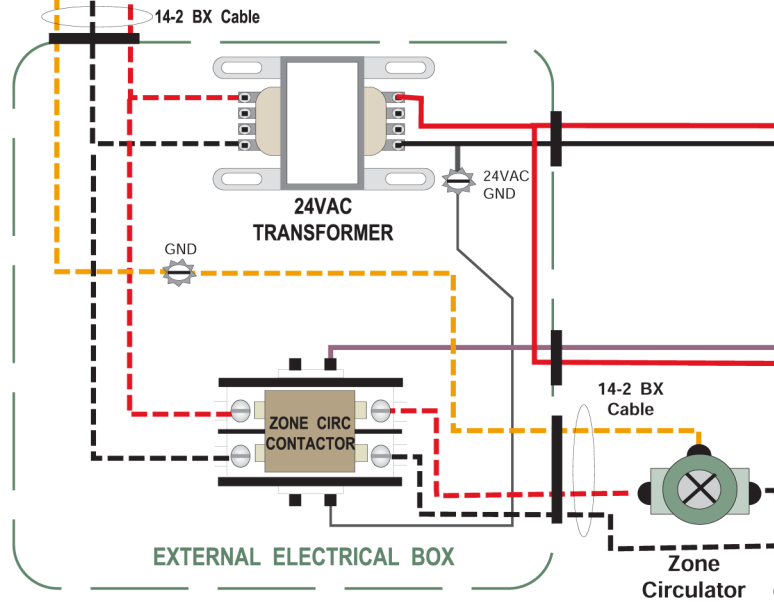 14-2 BX Cable
24VAC
GND
24VAC
TRANSFORMER
GND
14-2 BX
Cable
ZONE CIRC
CONTACTOR
EXTERNAL ELECTRICAL BOX
Zone
Circulator